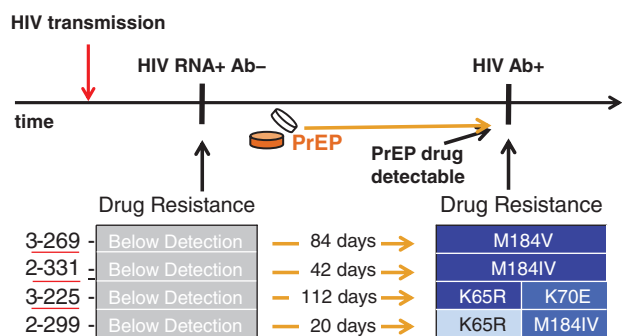 HIV transmission
HIV RNA+ Ab–
HIV Ab+
time
PrEP
PrEP drug
detectable
Drug Resistance
Drug Resistance
3-269 - Below Detection 84 days M184V
2-331 - Below Detection 42 days M184IV
3-225 - Below Detection 112 days K65R K70E
2-299 - Below Detection 20 days K65R M184IV